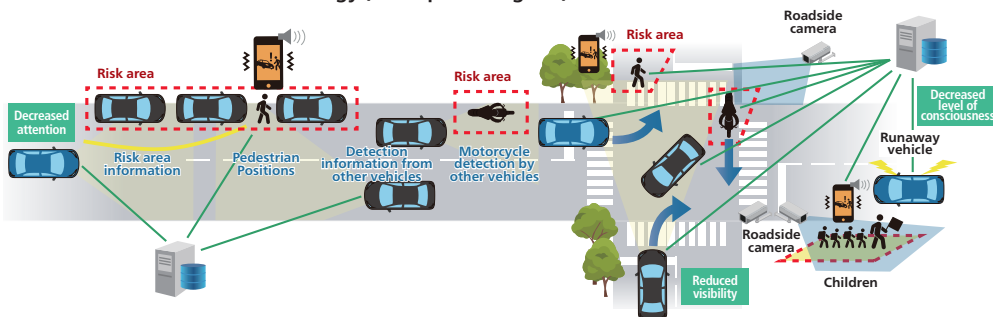 Roadside
camera
Risk area
Risk area
Risk area
Decreased
attention
Decreased
level of
consciousness
Runaway
vehicle
Risk area
information
Pedestrian
Positions
Detection
information from
other vehicles
Motorcycle
detection by
other vehicles
Roadside
camera
Reduced
visibility
Children